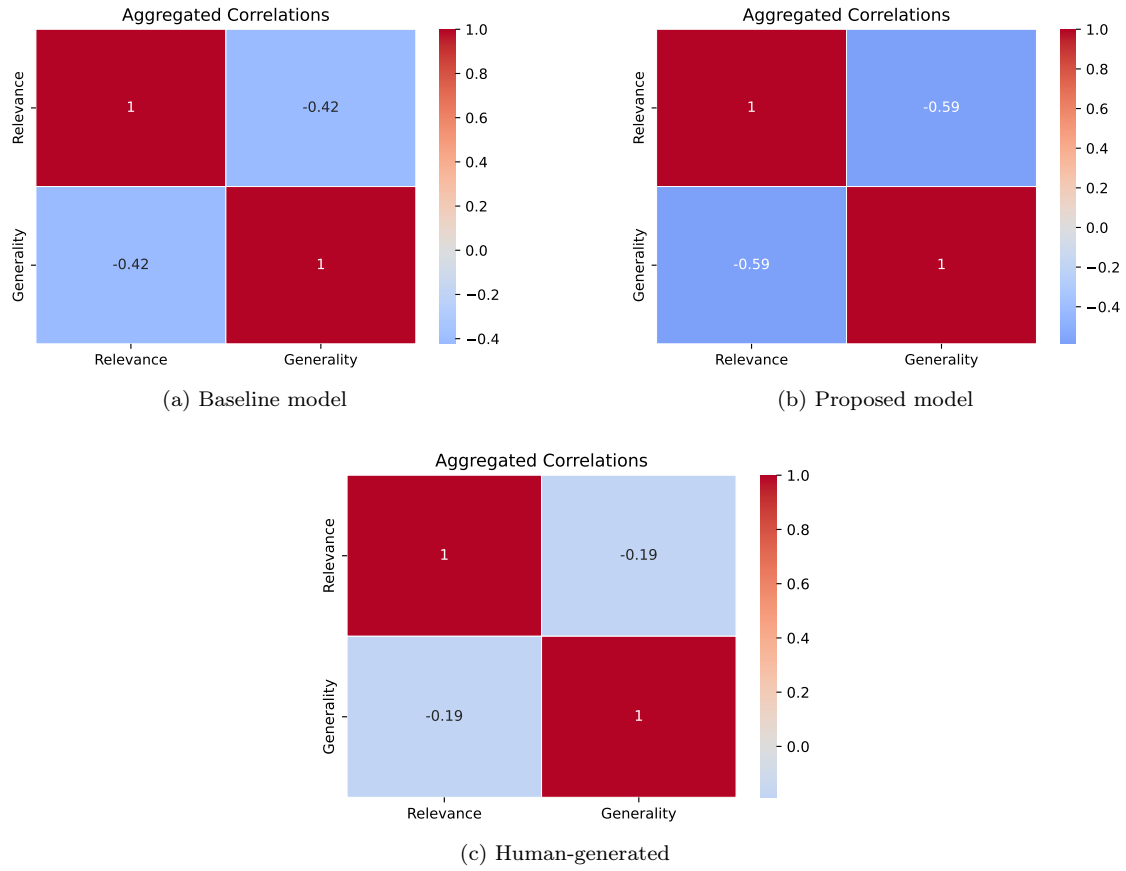 Aggregated Correlations
Relevance
Generality
1
-0.42
-0.42
1
Relevance
Generality
1.0
0.8
0.6
0.4
0.2
0.0
−0.2
−0.4
(a) Baseline model
Aggregated Correlations
Relevance
Generality
1
-0.59
-0.59
1
Relevance
Generality
1.0
0.8
0.6
0.4
0.2
0.0
−0.2
−0.4
(b) Proposed model
Aggregated Correlations
Relevance
Generality
1
-0.19
-0.19
1
Relevance
Generality
1.0
0.8
0.6
0.4
0.2
0.0
(c) Human-generated